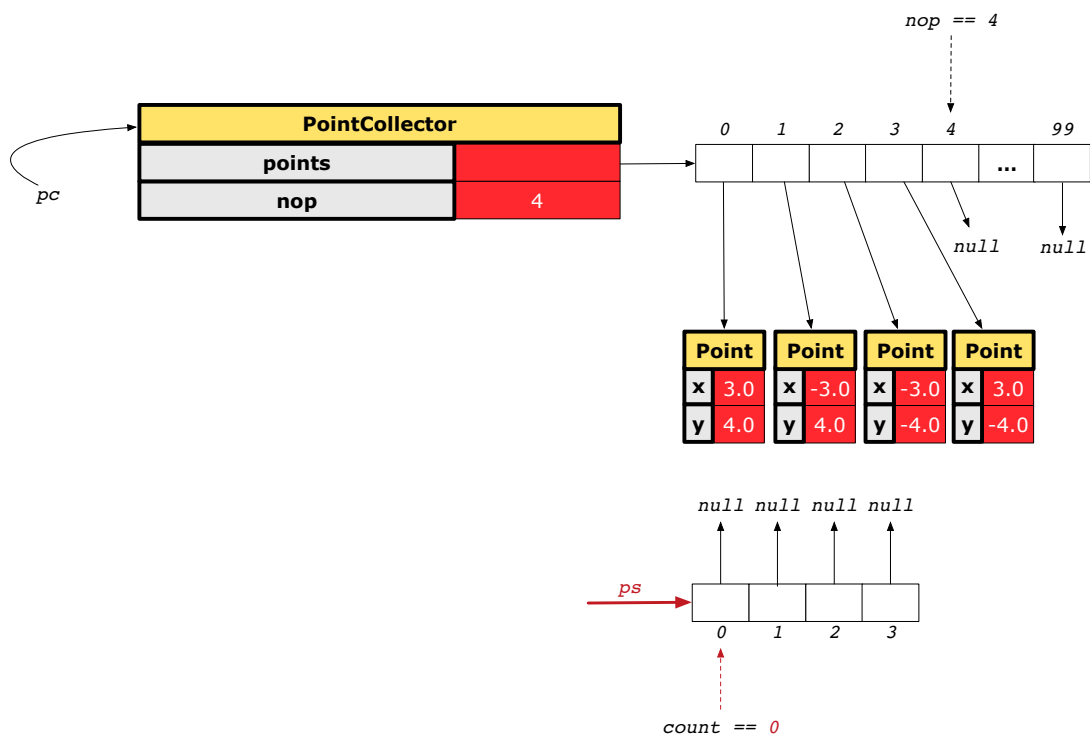 nop == 4
PointCollector
0 1 2 3 4 99
points
...
pc
nop 4
null null
Point Point Point Point
x 3.0 x -3.0 x -3.0 x 3.0
y 4.0 y 4.0 y -4.0 y -4.0
null null null null
ps
0 1 2 3
count == 0